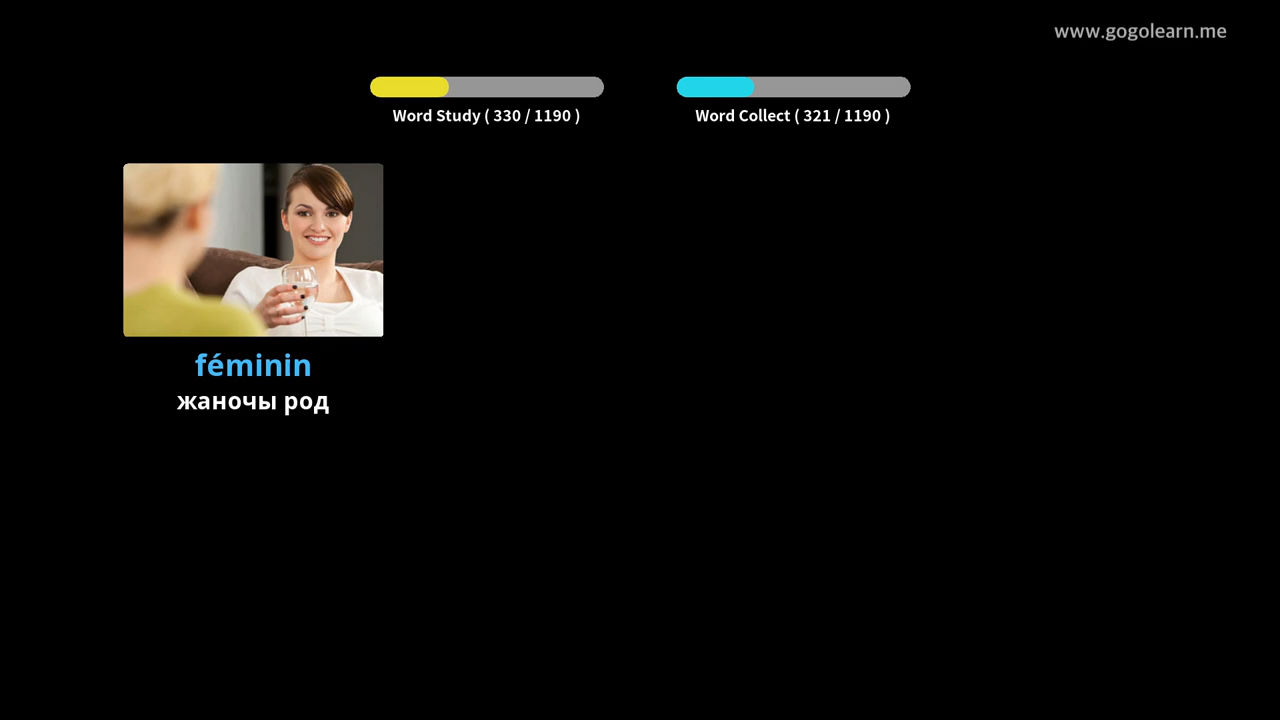 www.gogolearn.me
Word Study ( 330 / 1190 )
Word Collect ( 321 / 1190 )
féminin
жаночы род